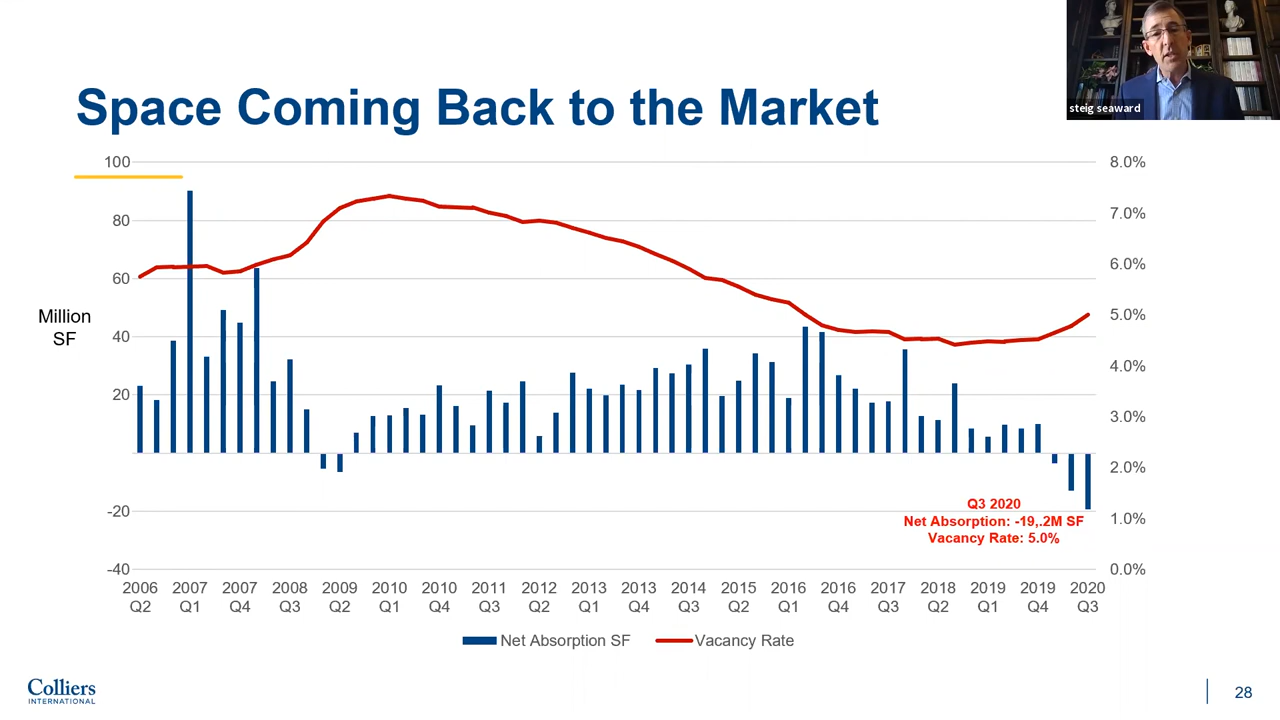 steig seaward
Space Coming Back to the Market
100
80
60
40
20
-20
-40
Million
SF
8.0%
7.0%
6.0%
5.0%
4.0%
3.0%
2.0%
1.0%
0.0%
Q3 2020
Net Absorption: -19,.2M SF
Vacancy Rate: 5.0%
2006 2007 2007 2008 2009 2010 2010 2011 2012 2013 2013 2014 2015 2016 2016 2017 2018 2019 2019 2020
Q2 Q1 Q4 Q3 Q2 Q1 Q4 Q3 Q2 Q1 Q4 Q3 Q2 Q1 Q4 Q3 Q2 Q1 Q4 Q3
Net Absorption SF Vacancy Rate
Colliers
INTERNATIONAL
28